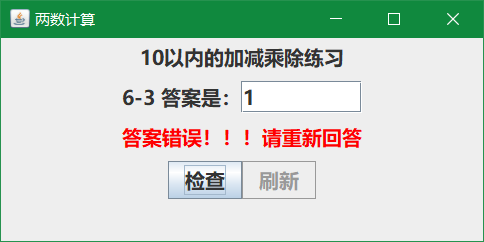 两数计算
10以内的加减乘除练习
6-3 答案是： 1
答案错误！！！请重新回答
检查 刷新